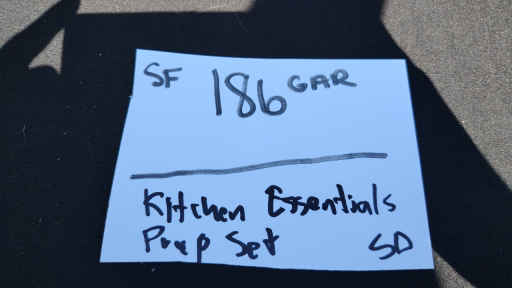 SF 186 GAR
Kitchen Essentials
Prep Set SD